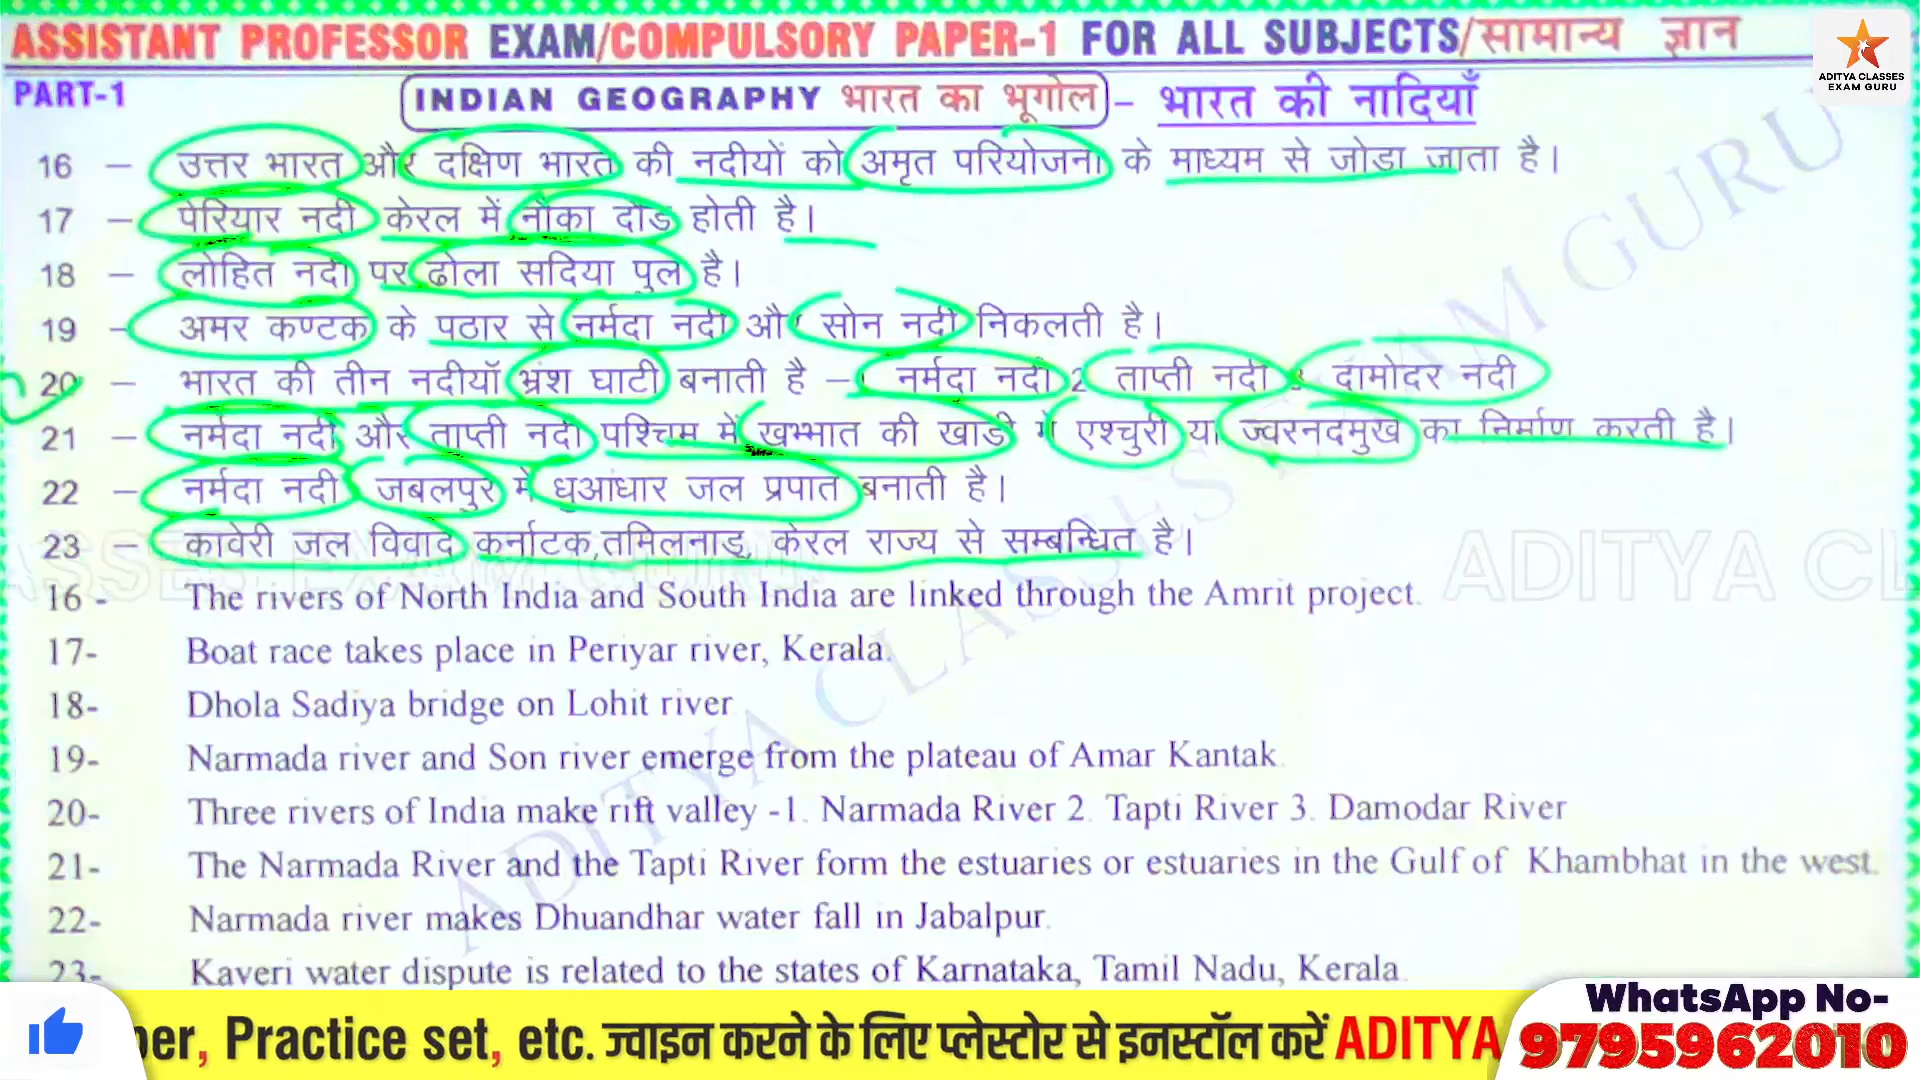 ASSISTANT PROFESSOR EXAM/COMPULSORY PAPER-1 FOR ALL SUBJECTS/सामान्य ज्ञान
ADITYA CLASSES
EXAM GURU
PART-1
INDIAN GEOGRAPHY भारत का भूगोल – भारत की नादियाँ
16 – उत्तर भारत और दक्षिण भारत की नदीयों को अमृत परियोजना के माध्यम से जोडा जाता है।
17 – पेरियार नदी केरल में नौका दौड होती है।
18 – लोहित नदी पर ढोला सदिया पुल है।
19 – अमर कण्टक के पठार से नर्मदा नदी और सोन नदी निकलती है।
20 – भारत की तीन नदीयॉ भ्रंश घाटी बनाती है – नर्मदा नदी 2 ताप्ती नदी 3 दामोदर नदी
21 – नर्मदा नदी और ताप्ती नदी पश्चिम में खम्भात की खाडी में एश्चुरी या ज्वरनदमुख का निर्माण करती है।
22 – नर्मदा नदी जबलपुर में धुआंधार जल प्रपात बनाती है।
23 – कावेरी जल विवाद कर्नाटक,तमिलनाडु, केरल राज्य से सम्बन्धित है।
16 - The rivers of North India and South India are linked through the Amrit project.
17- Boat race takes place in Periyar river, Kerala.
18- Dhola Sadiya bridge on Lohit river
19- Narmada river and Son river emerge from the plateau of Amar Kantak
20- Three rivers of India make rift valley -1. Narmada River 2. Tapti River 3. Damodar River
21- The Narmada River and the Tapti River form the estuaries or estuaries in the Gulf of Khambhat in the west.
22- Narmada river makes Dhuandhar water fall in Jabalpur.
23- Kaveri water dispute is related to the states of Karnataka, Tamil Nadu, Kerala.
ADITYA CLASSES EXAM GURU
per, Practice set, etc. ज्वाइन करने के लिए प्लेस्टोर से इनस्टॉल करें ADITYA
WhatsApp No-
9795962010